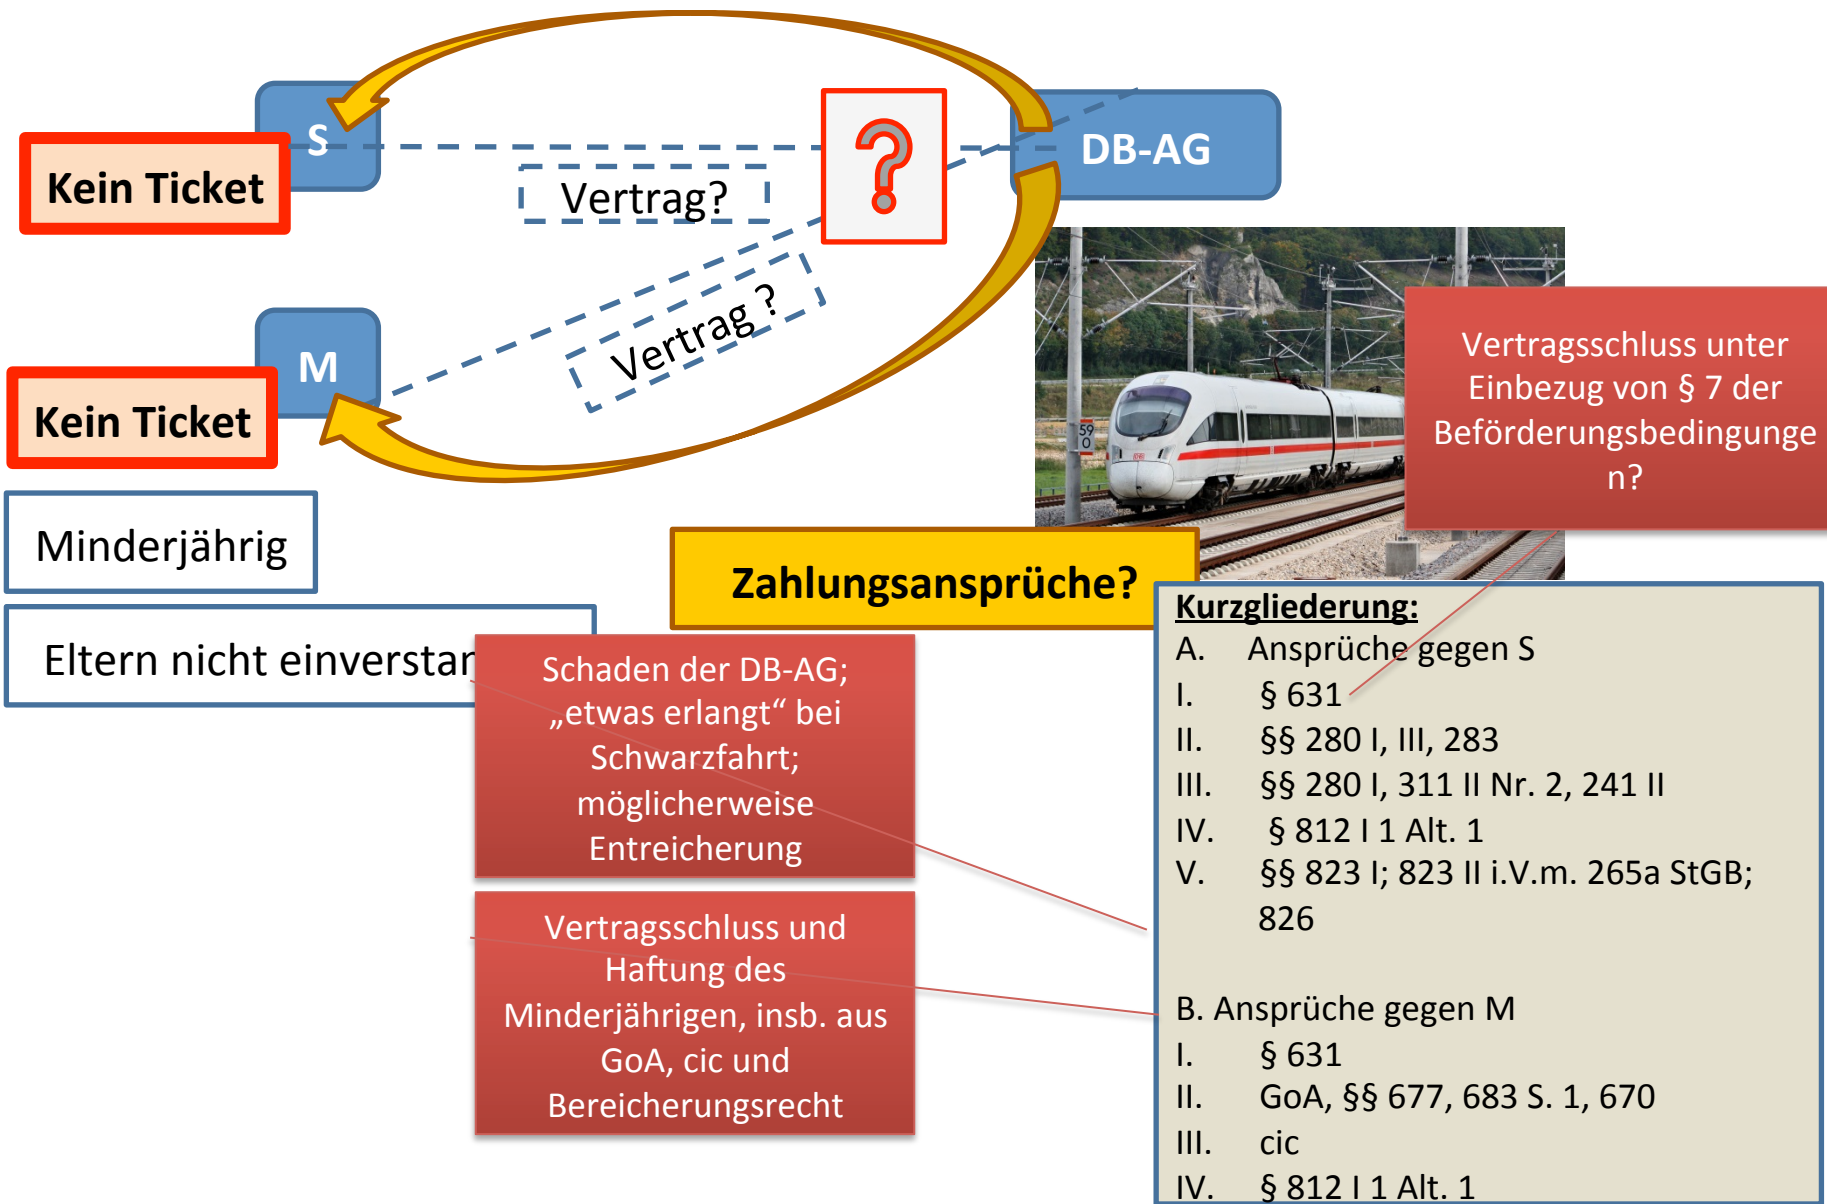 S
Kein Ticket
Vertrag?
?
DB-AG
Vertrag ?
M
Kein Ticket
Minderjährig
Eltern nicht einverstan
59
0
Vertragsschluss unter
Einbezug von § 7 der
Beförderungsbedingunge
n?
Zahlungsansprüche?
Schaden der DB-AG;
„etwas erlangt“ bei
Schwarzfahrt;
möglicherweise
Entreicherung
Vertragsschluss und
Haftung des
Minderjährigen, insb. aus
GoA, cic und
Bereicherungsrecht
Kurzgliederung:
A. Ansprüche gegen S
I. § 631
II. §§ 280 I, III, 283
III. §§ 280 I, 311 II Nr. 2, 241 II
IV. § 812 I 1 Alt. 1
V. §§ 823 I; 823 II i.V.m. 265a StGB;
826
B. Ansprüche gegen M
I. § 631
II. GoA, §§ 677, 683 S. 1, 670
III. cic
IV. § 812 I 1 Alt. 1